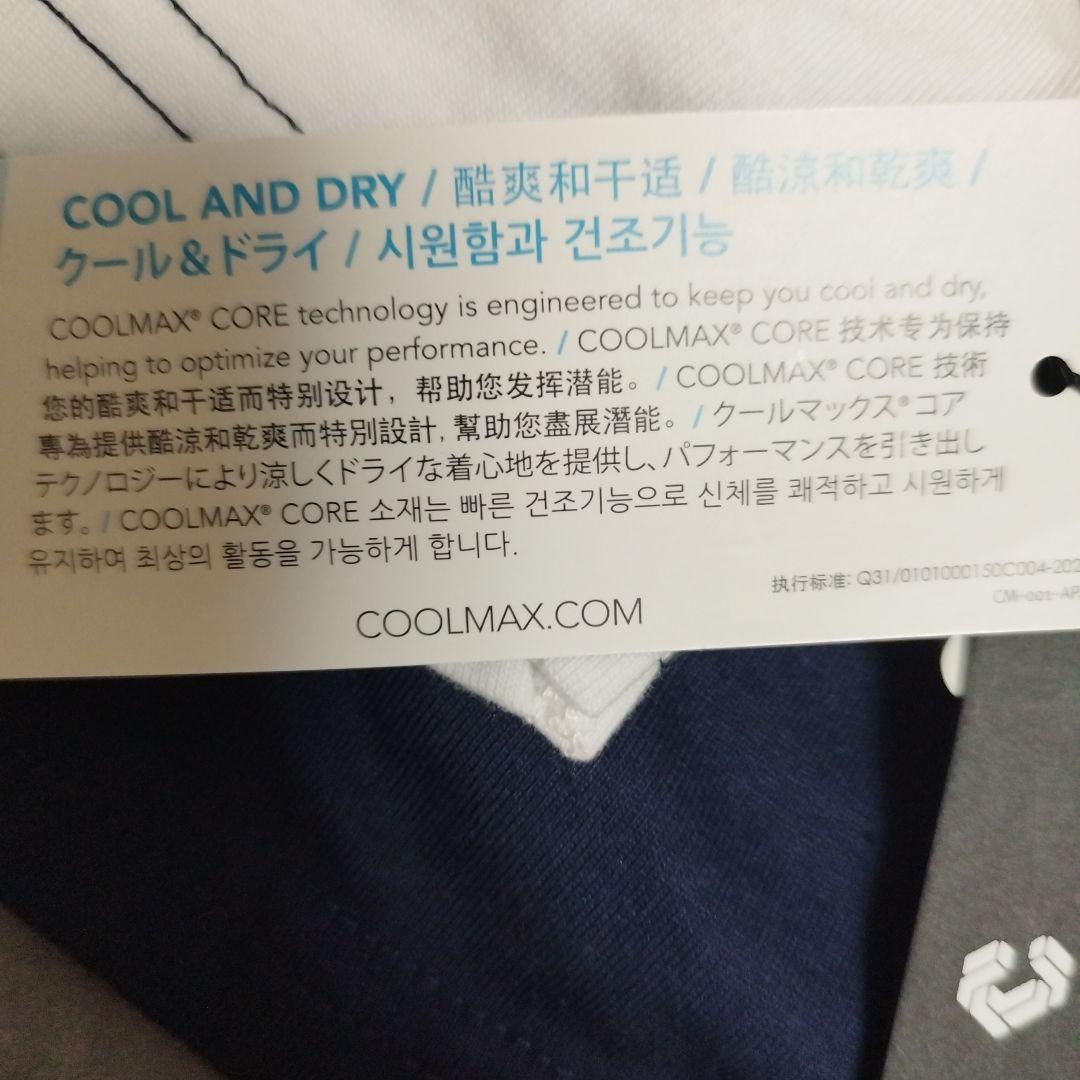 COOL AND DRY / 酷爽和干适 / 酷涼和乾爽 /
クール＆ドライ / 시원함과 건조기능
COOLMAX® CORE technology is engineered to keep you cool and dry,
helping to optimize your performance. / COOLMAX® CORE 技术专为保持
您的酷爽和干适而特别设计，帮助您发挥潜能。/ COOLMAX® CORE 技術
專為提供酷涼和乾爽而特別設計,幫助您盡展潛能。/ クールマックス®コア
テクノロジーにより涼しくドライな着心地を提供し、パフォーマンスを引き出し
ます。/ COOLMAX® CORE 소재는 빠른 건조기능으로 신체를 쾌적하고 시원하게
유지하여 최상의 활동을 가능하게 합니다.
执行标准: Q31/0101000150C004-202
COOLMAX.COM